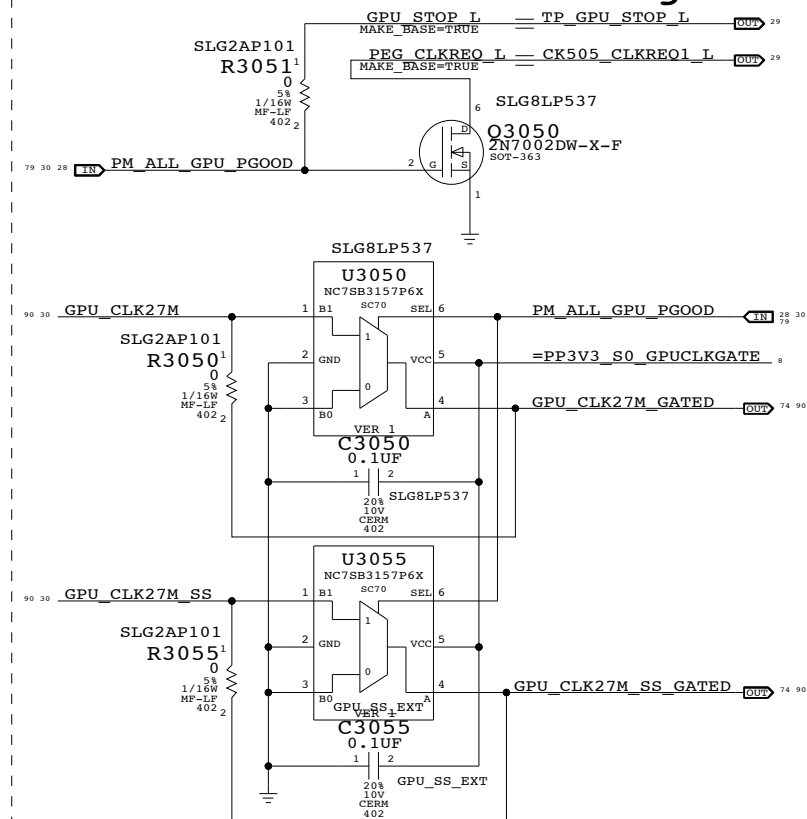 GPU_STOP_L TP_GPU_STOP_L OUT 29
MAKE_BASE=TRUE
PEG_CLKREQ_L CK505_CLKREQ1_L OUT 29
MAKE_BASE=TRUE
SLG2AP101
R3051 1
0
5%
1/16W
MF-LF
402 2
6 SLG8LP537
D
Q3050
2N7002DW-X-F
SOT-363
79 30 28 IN PM_ALL_GPU_PGOOD 2 G S
1
SLG8LP537
U3050
NC7SB3157P6X
90 30 GPU_CLK27M 1 B1 SC70 SEL 6 PM_ALL_GPU_PGOOD IN 28 30
79
1
SLG2AP101
R3050 1
0
5%
1/16W
MF-LF
402 2
2 GND VCC 5 =PP3V3_S0_GPUCLKGATE 8
0
3 B0 A 4 GPU_CLK27M_GATED OUT 74 90
VER 1
C3050
0.1UF
1 2
20%
10V
CERM
402
SLG8LP537
U3055
NC7SB3157P6X
90 30 GPU_CLK27M_SS 1 B1 SC70 SEL 6
1
SLG2AP101
R3055 1
0
5%
1/16W
MF-LF
402 2
2 GND VCC 5
0
3 B0 A 4 GPU_CLK27M_SS_GATED OUT 74 90
GPU_SS_EXT
VER 1
C3055
0.1UF
1 2
20%
10V
CERM
402
GPU_SS_EXT